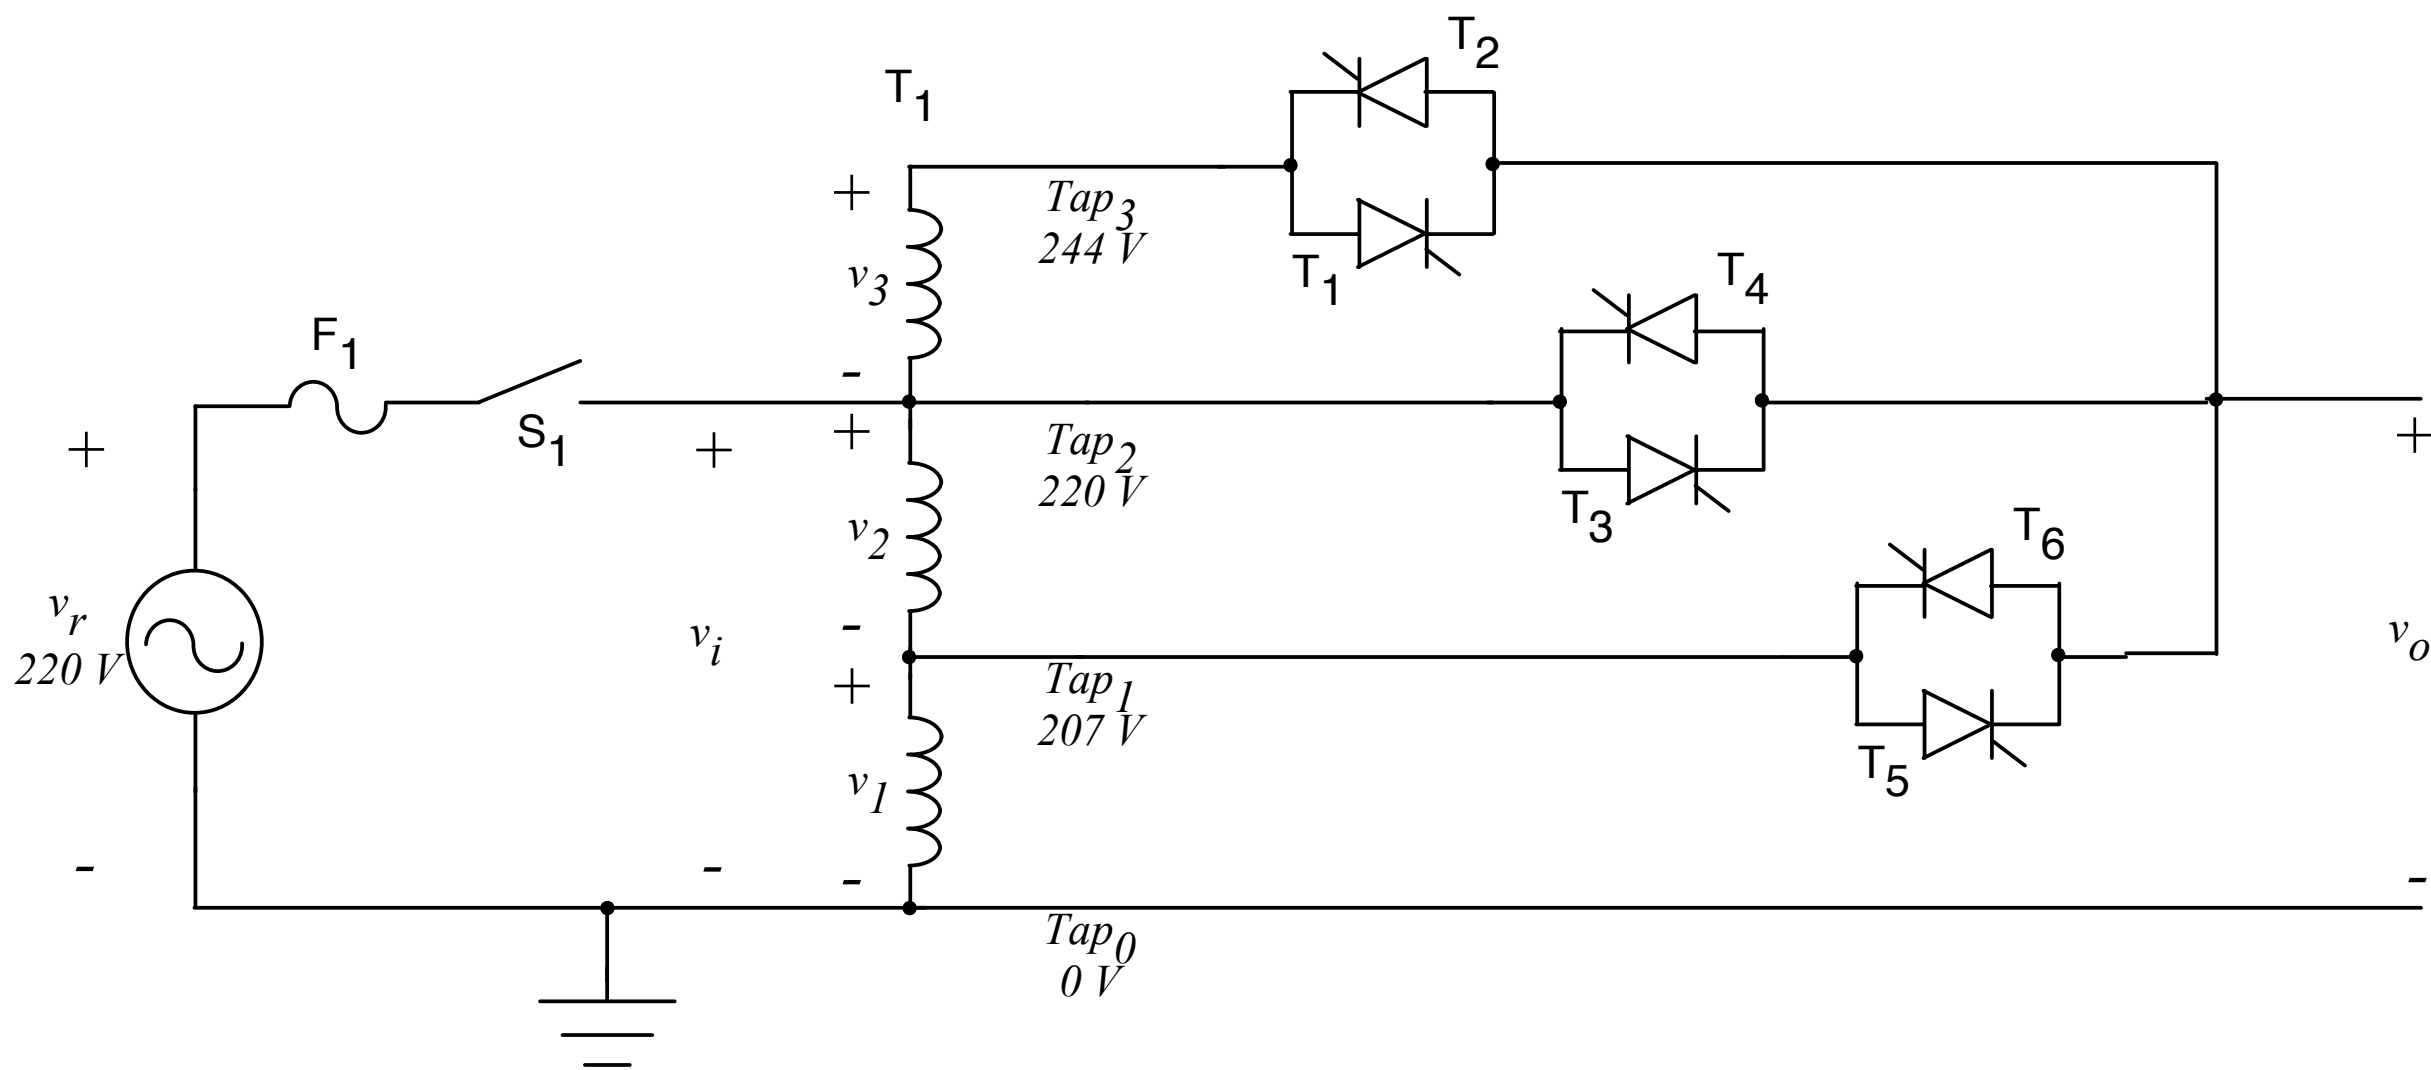 T2
T1
+
Tap3
244 V
v3
T1
T4
F1
-
+
S1
+
+
+
Tap2
220 V
v2
T3
T6
vr
220 V
vi
-
vo
+
Tap1
207 V
v1
T5
-
-
-
-
Tap0
0 V